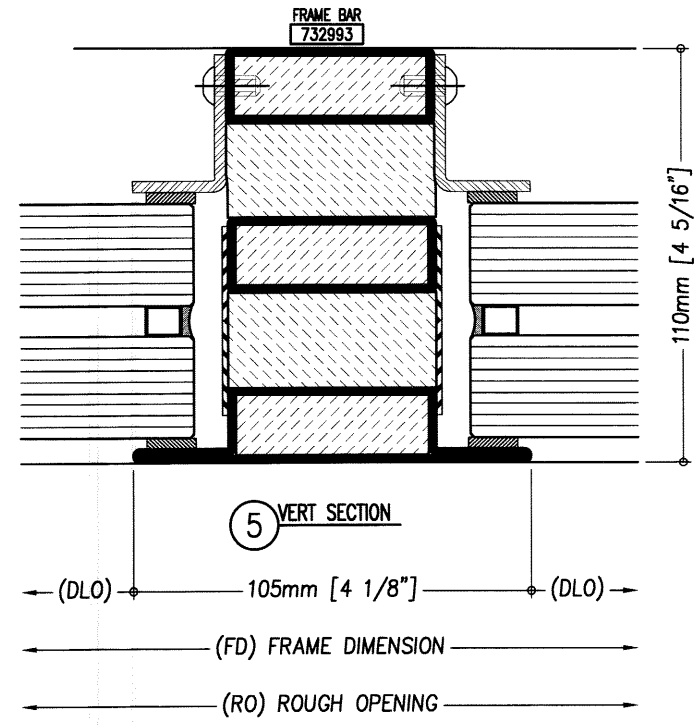 FRAME BAR
732993
110mm [4 5/16"]
5 VERT SECTION
(DLO) 105mm [4 1/8"] (DLO)
(FD) FRAME DIMENSION
(RO) ROUGH OPENING